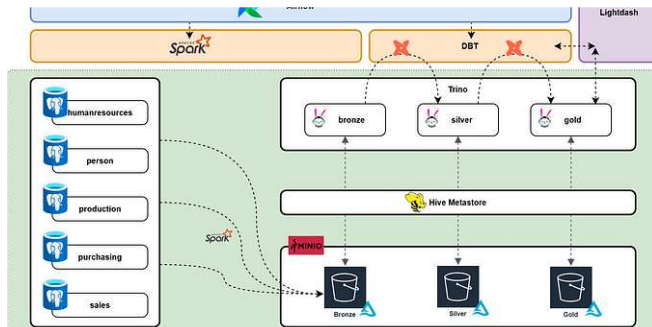 Airflow
Lightdash
APACHE
Spark
DBT
Trino
humanresources
bronze
silver
gold
person
production
Hive Metastore
Spark
MINIO
purchasing
sales
Bronze
Silver
Gold